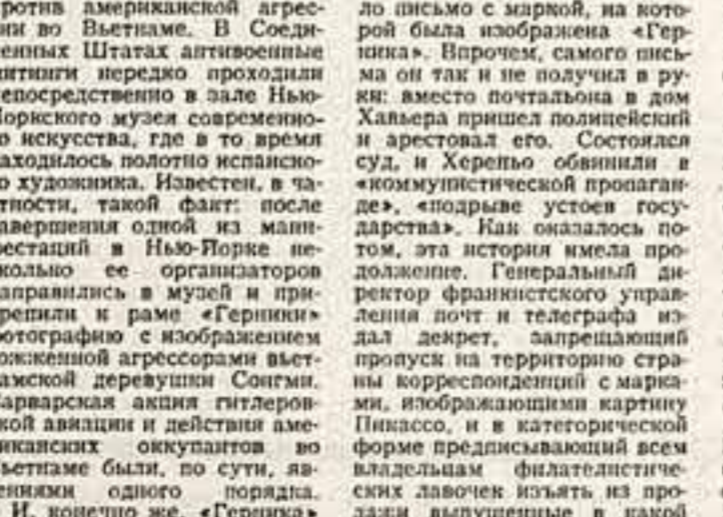 ротив американской агрес-
ии во Вьетнаме. В Соеди-
енных Штатах антивоенные
итинги нередко проходили
епосредственно в зале Нью-
Йоркского музея современно-
о искусства, где в то время
аходилось полотно испанско-
о художника. Известен, в ча-
тности, такой факт: после
авершения одной из мани-
естаций в Нью-Йорке не-
колько ее организаторов
аправились в музей и при-
репили к раме «Герники»
отографию с изображением
ожженной агрессорами вьет-
амской деревушки Сонгми.
арварская акция гитлеров-
кой авиации и действия аме-
иканских оккупантов во
ьетнаме были, по сути, яв-
ениями одного порядка.
И, конечно же, «Герника»
ло письмо с маркой, на кото-
рой была изображена «Гер-
ника». Впрочем, самого пись-
ма он так и не получил в ру-
ки: вместо почтальона в дом
Хавьера пришел полицейский
и арестовал его. Состоялся
суд, и Хереньо обвинили в
«коммунистической пропаган-
де», «подрыве устоев госу-
дарства». Как оказалось по-
том, эта история имела про-
должение. Генеральный ди-
ректор франкистского управ-
ления почт и телеграфа из-
дал декрет, запрещающий
пропуск на территорию стра-
ны корреспонденций с марка-
ми, изображающими картину
Пикассо, и в категорической
форме предписывающий всем
владельцам филателистиче-
ских лавочек изъять из про-
дажи выпущенные в какой